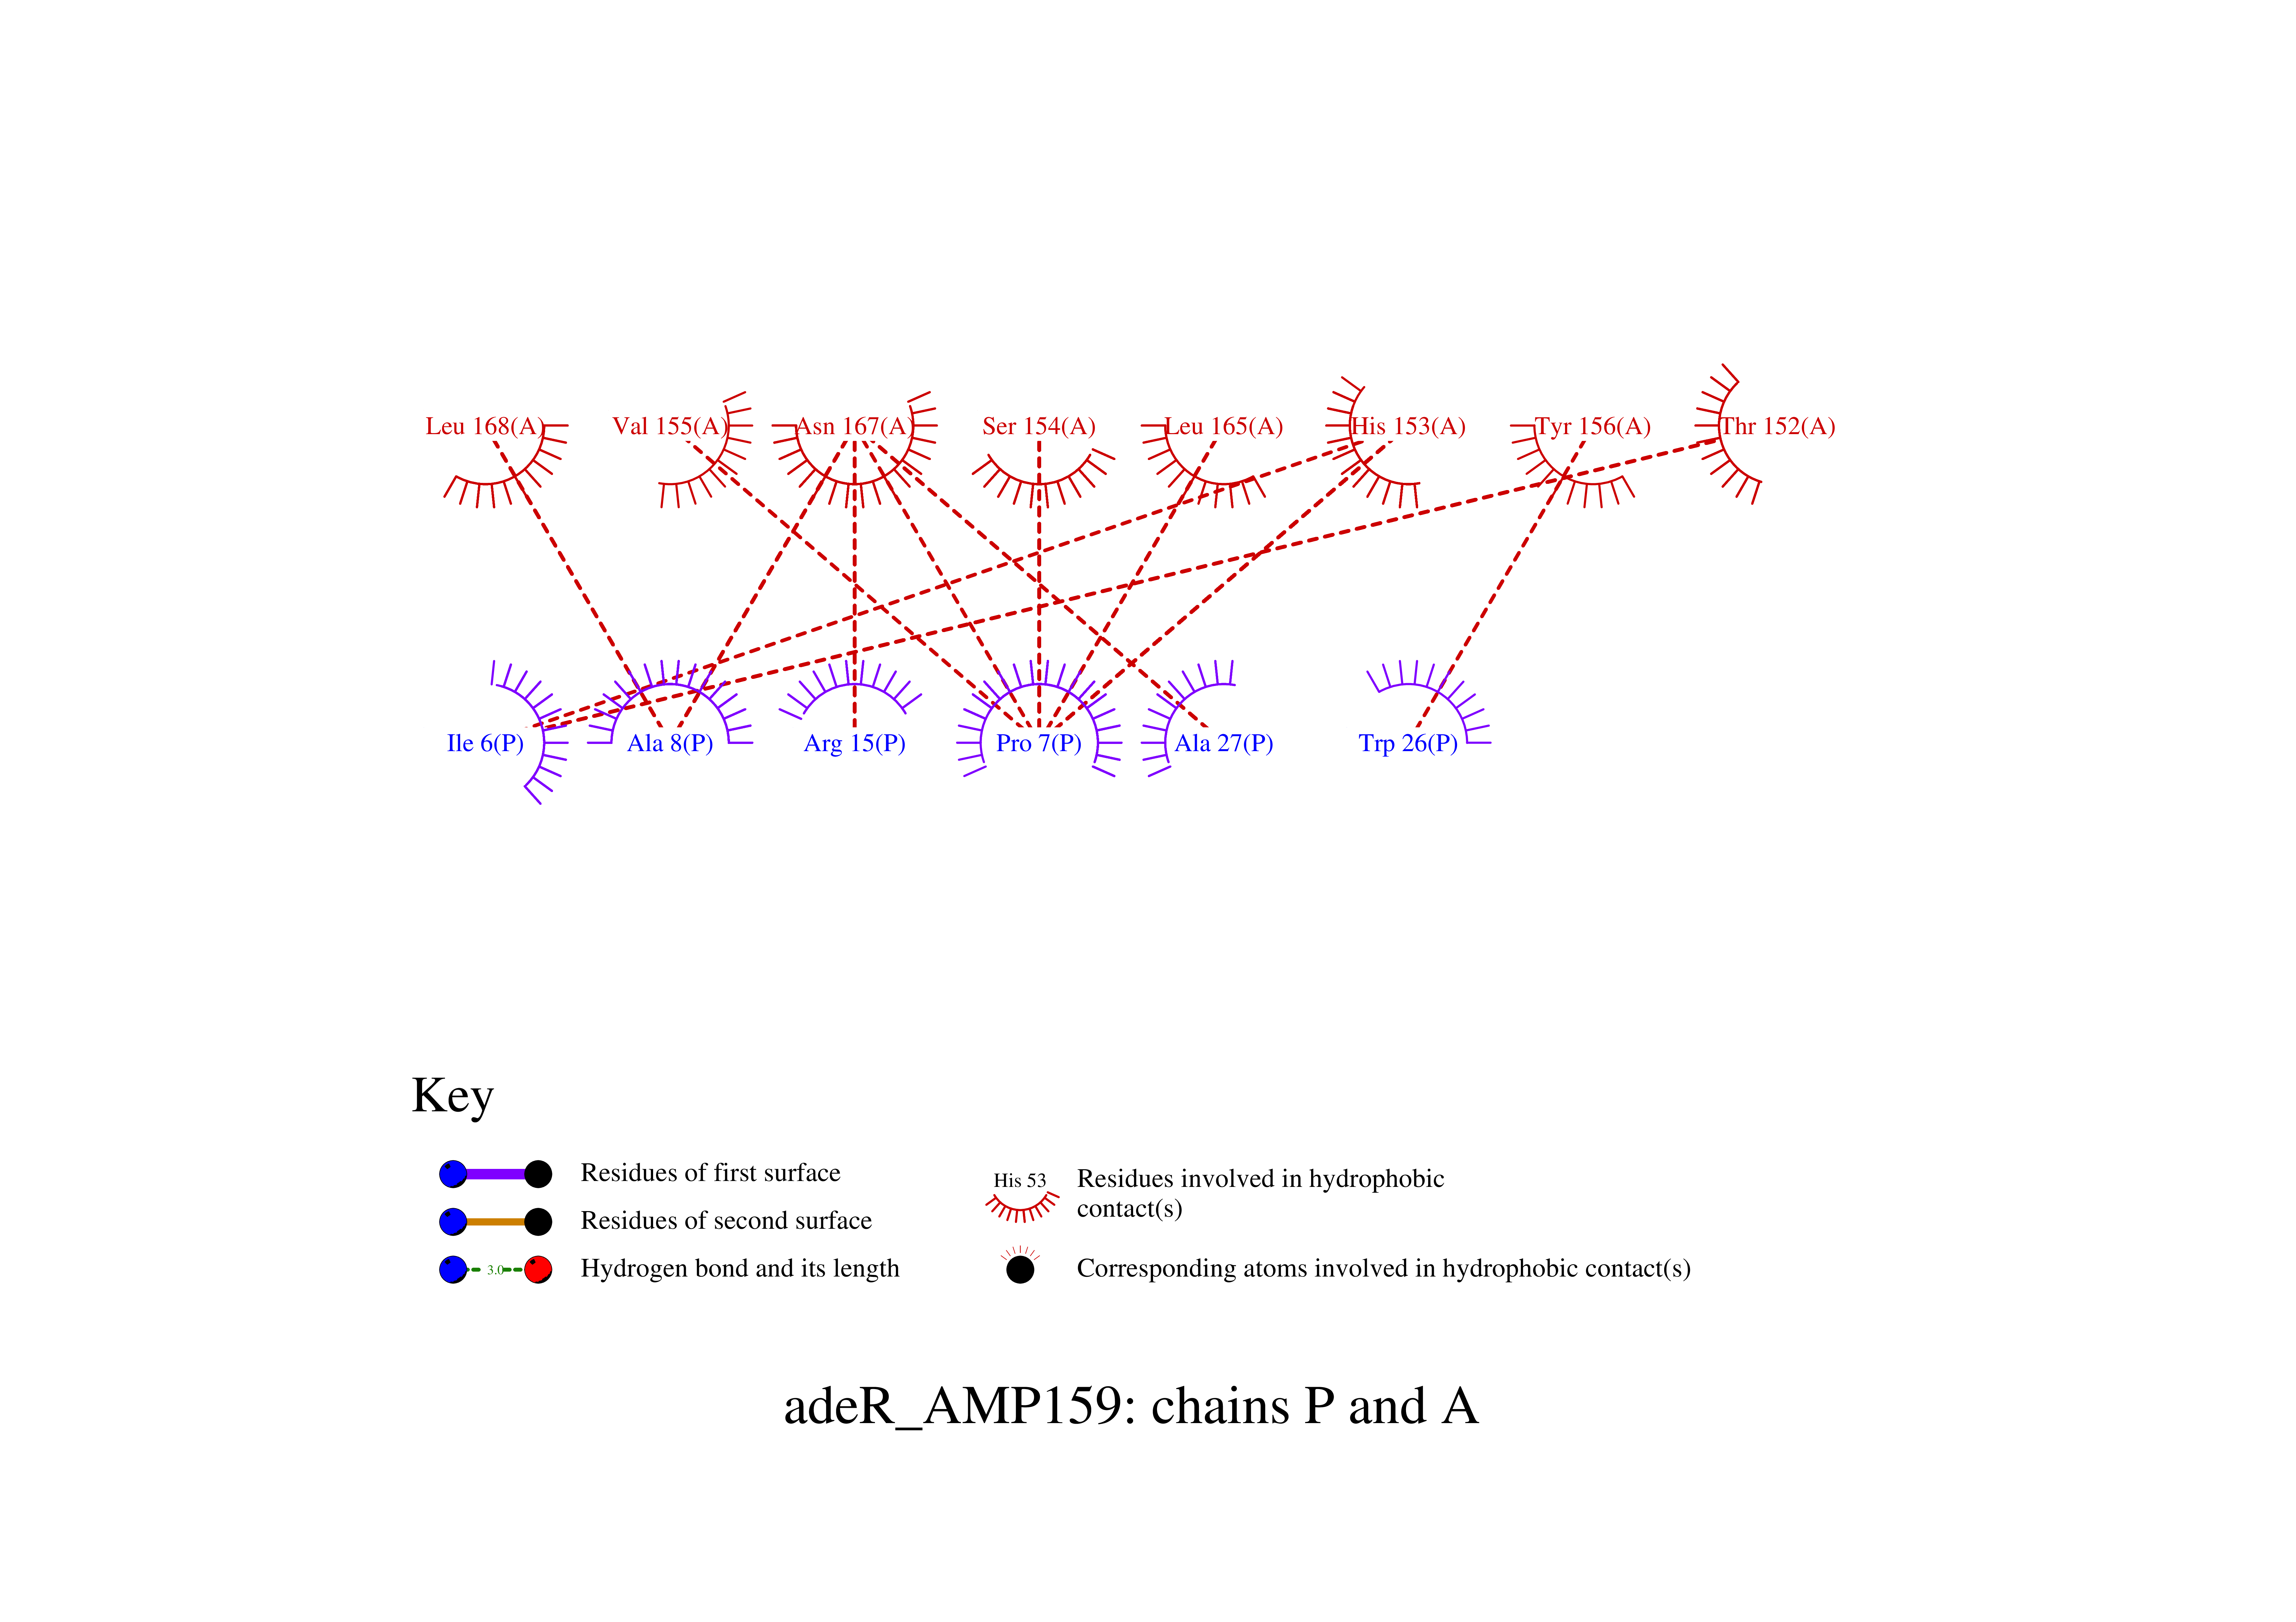 Leu 168(A) Val 155(A) Asn 167(A) Ser 154(A) Leu 165(A) His 153(A) Tyr 156(A) Thr 152(A)
Ile 6(P) Ala 8(P) Arg 15(P) Pro 7(P) Ala 27(P) Trp 26(P)
Key
Residues of first surface
Residues of second surface
3.0 Hydrogen bond and its length
His 53 Residues involved in hydrophobic
contact(s)
Corresponding atoms involved in hydrophobic contact(s)
adeR_AMP159: chains P and A